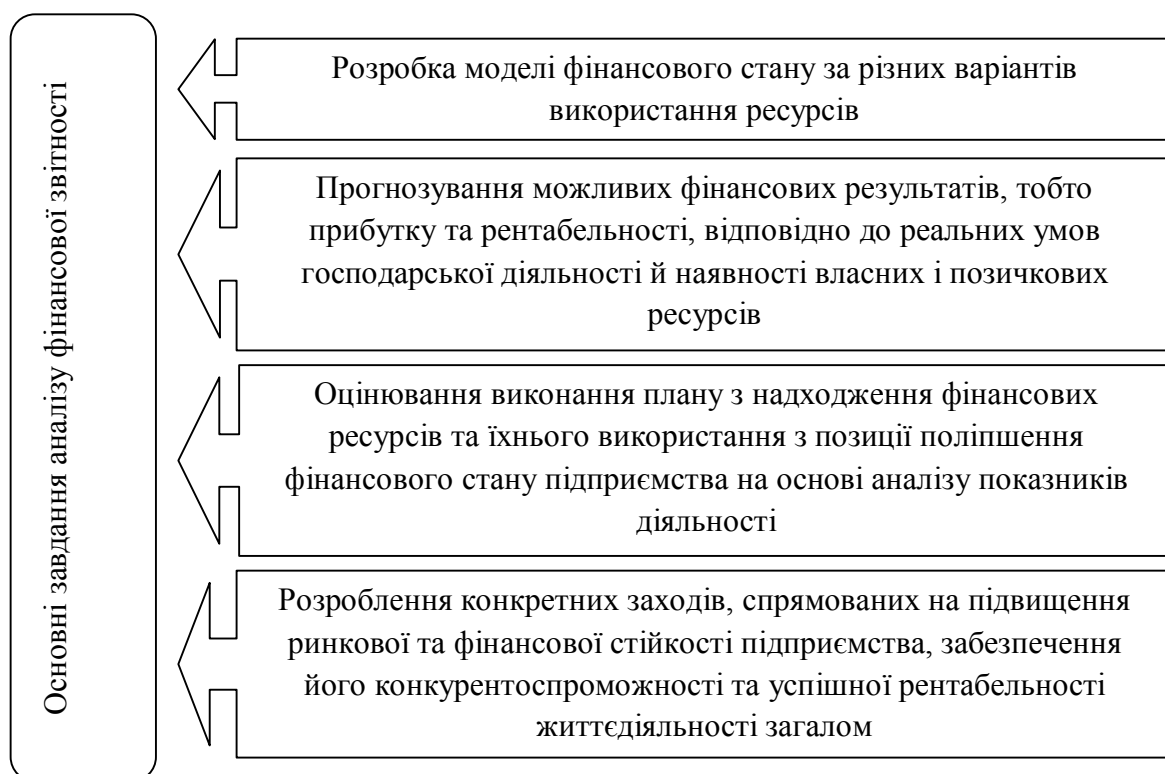 Основні завдання аналізу фінансової звітності
Розробка моделі фінансового стану за різних варіантів
використання ресурсів
Прогнозування можливих фінансових результатів, тобто
прибутку та рентабельності, відповідно до реальних умов
господарської діяльності й наявності власних і позичкових
ресурсів
Оцінювання виконання плану з надходження фінансових
ресурсів та їхнього використання з позиції поліпшення
фінансового стану підприємства на основі аналізу показників
діяльності
Розроблення конкретних заходів, спрямованих на підвищення
ринкової та фінансової стійкості підприємства, забезпечення
його конкурентоспроможності та успішної рентабельності
життєдіяльності загалом